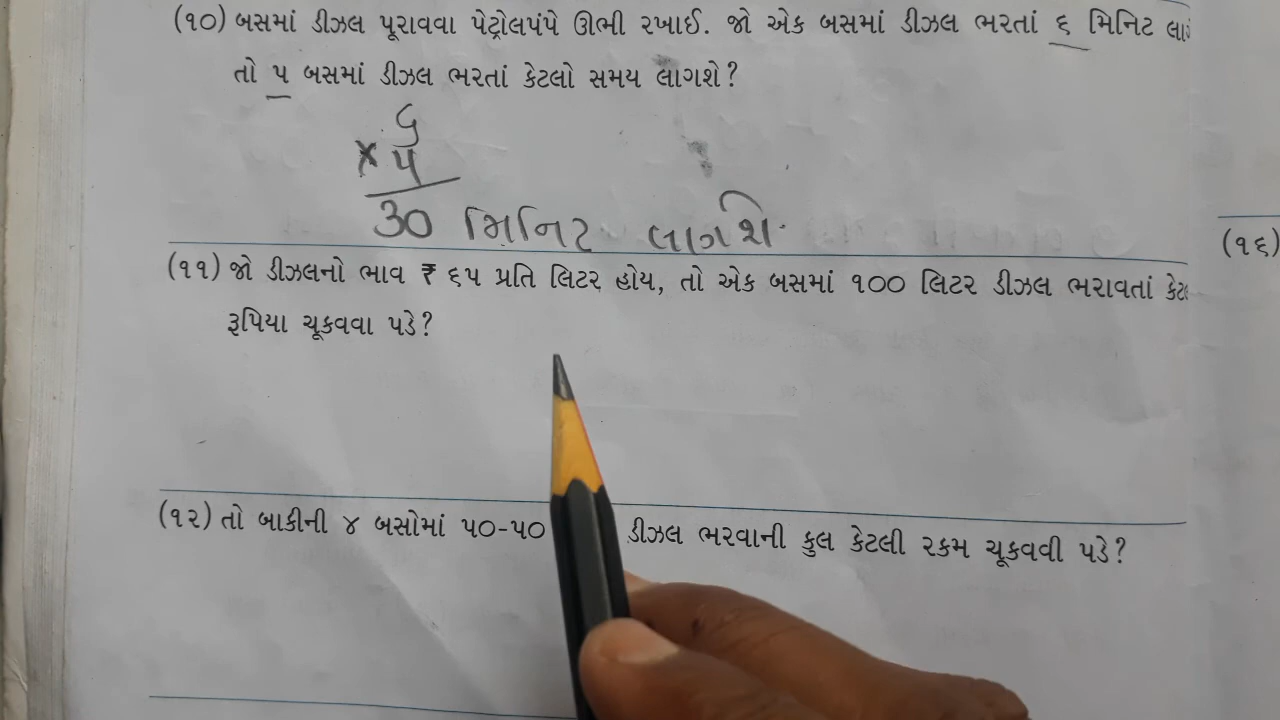 (૧૦) બસમાં ડીઝલ પૂરાવવા પેટ્રોલપંપે ઊભી રખાઈ. જો એક બસમાં ડીઝલ ભરતાં ૬ મિનિટ
તો ૫ બસમાં ડીઝલ ભરતાં કેટલો સમય લાગશે?
૬
× ૫
30 મિનિટ લાગશે.
(૧૧) જો ડીઝલનો ભાવ ₹ ૬૫ પ્રતિ લિટર હોય, તો એક બસમાં ૧૦૦ લિટર ડીઝલ ભરાવતાં
રૂપિયા ચૂકવવા પડે?
(૧૨) તો બાકીની ૪ બસોમાં ૫૦-૫૦ ડીઝલ ભરવાની કુલ કેટલી રકમ ચૂકવવી પડે?
(૧૬)